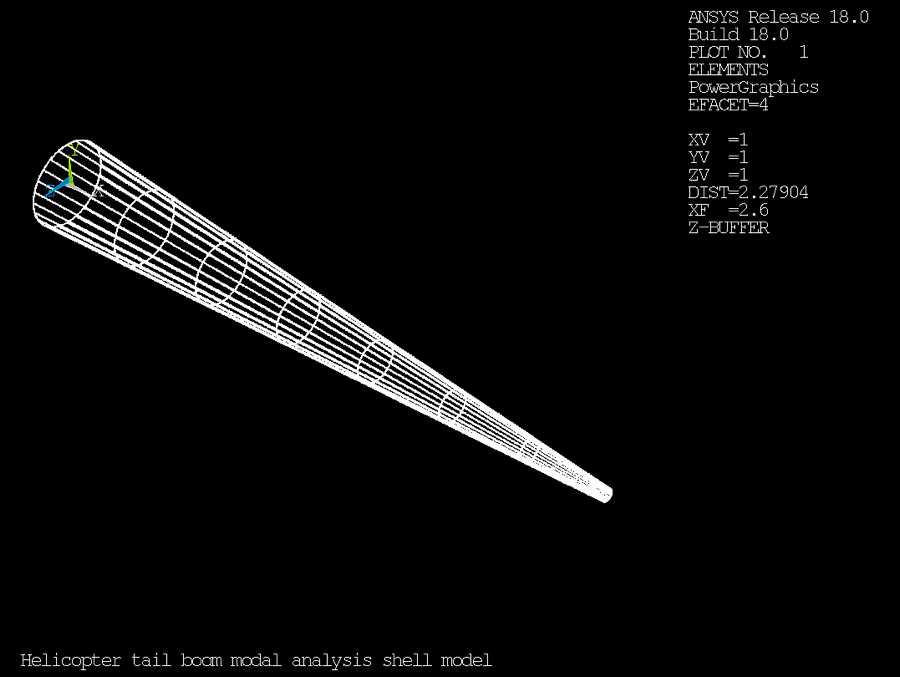 ANSYS Release 18.0
Build 18.0
PLOT NO.   1
ELEMENTS
PowerGraphics
EFACET=4
XV  =1
YV  =1
ZV  =1
DIST=2.27904
XF  =2.6
Z-BUFFER
Y
Z X
Helicopter tail boom modal analysis shell model